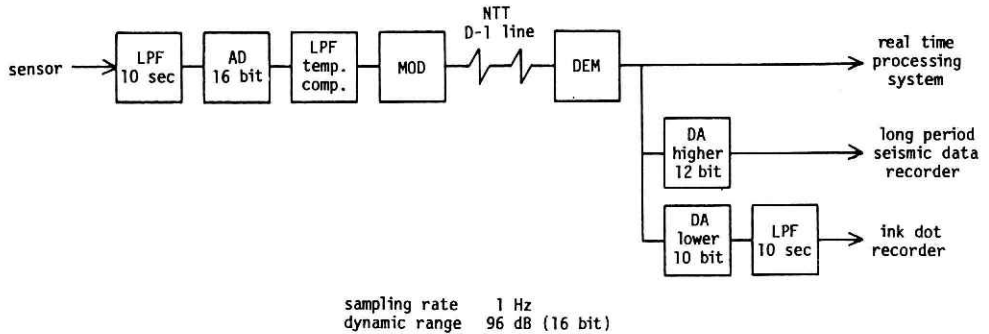 sensor
LPF
10 sec
AD
16 bit
LPF
temp.
comp.
MOD
NTT
D-1 line
DEM
real time
processing
system
DA
higher
12 bit
long period
seismic data
recorder
DA
lower
10 bit
LPF
10 sec
ink dot
recorder
sampling rate 1 Hz
dynamic range 96 dB (16 bit)